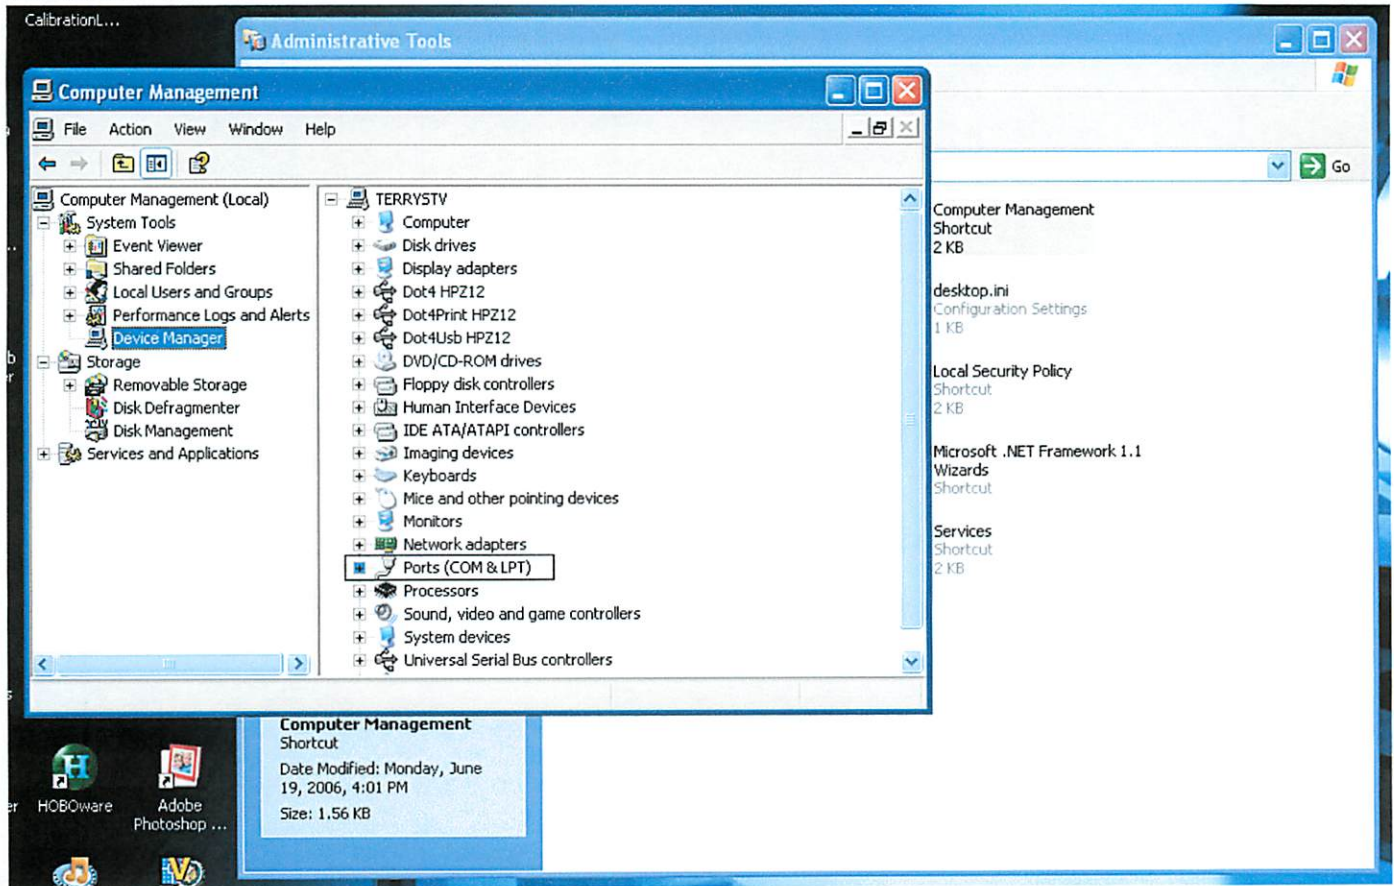 CalibrationL...
Administrative Tools
Computer Management
File Action View Window Help
Go
Computer Management (Local)
System Tools
Event Viewer
Shared Folders
Local Users and Groups
Performance Logs and Alerts
Device Manager
Storage
Removable Storage
Disk Defragmenter
Disk Management
Services and Applications
TERRYSTV
Computer
Disk drives
Display adapters
Dot4 HPZ12
Dot4Print HPZ12
Dot4Usb HPZ12
DVD/CD-ROM drives
Floppy disk controllers
Human Interface Devices
IDE ATA/ATAPI controllers
Imaging devices
Keyboards
Mice and other pointing devices
Monitors
Network adapters
Ports (COM & LPT)
Processors
Sound, video and game controllers
System devices
Universal Serial Bus controllers
Computer Management
Shortcut
2 KB
desktop.ini
Configuration Settings
1 KB
Local Security Policy
Shortcut
2 KB
Microsoft .NET Framework 1.1
Wizards
Shortcut
Services
Shortcut
2 KB
Computer Management
Shortcut
Date Modified: Monday, June
19, 2006, 4:01 PM
Size: 1.56 KB
HOBOware
Adobe
Photoshop ...